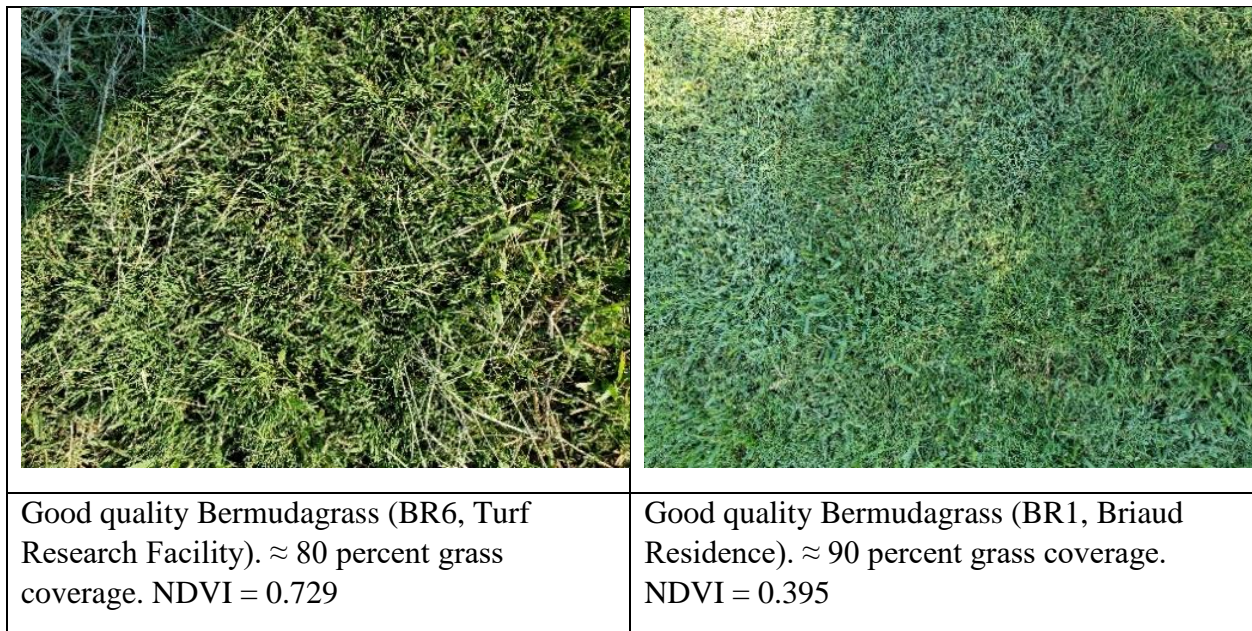 Good quality Bermudagrass (BR6, Turf
Research Facility). ≈ 80 percent grass
coverage. NDVI = 0.729
Good quality Bermudagrass (BR1, Briaud
Residence). ≈ 90 percent grass coverage.
NDVI = 0.395